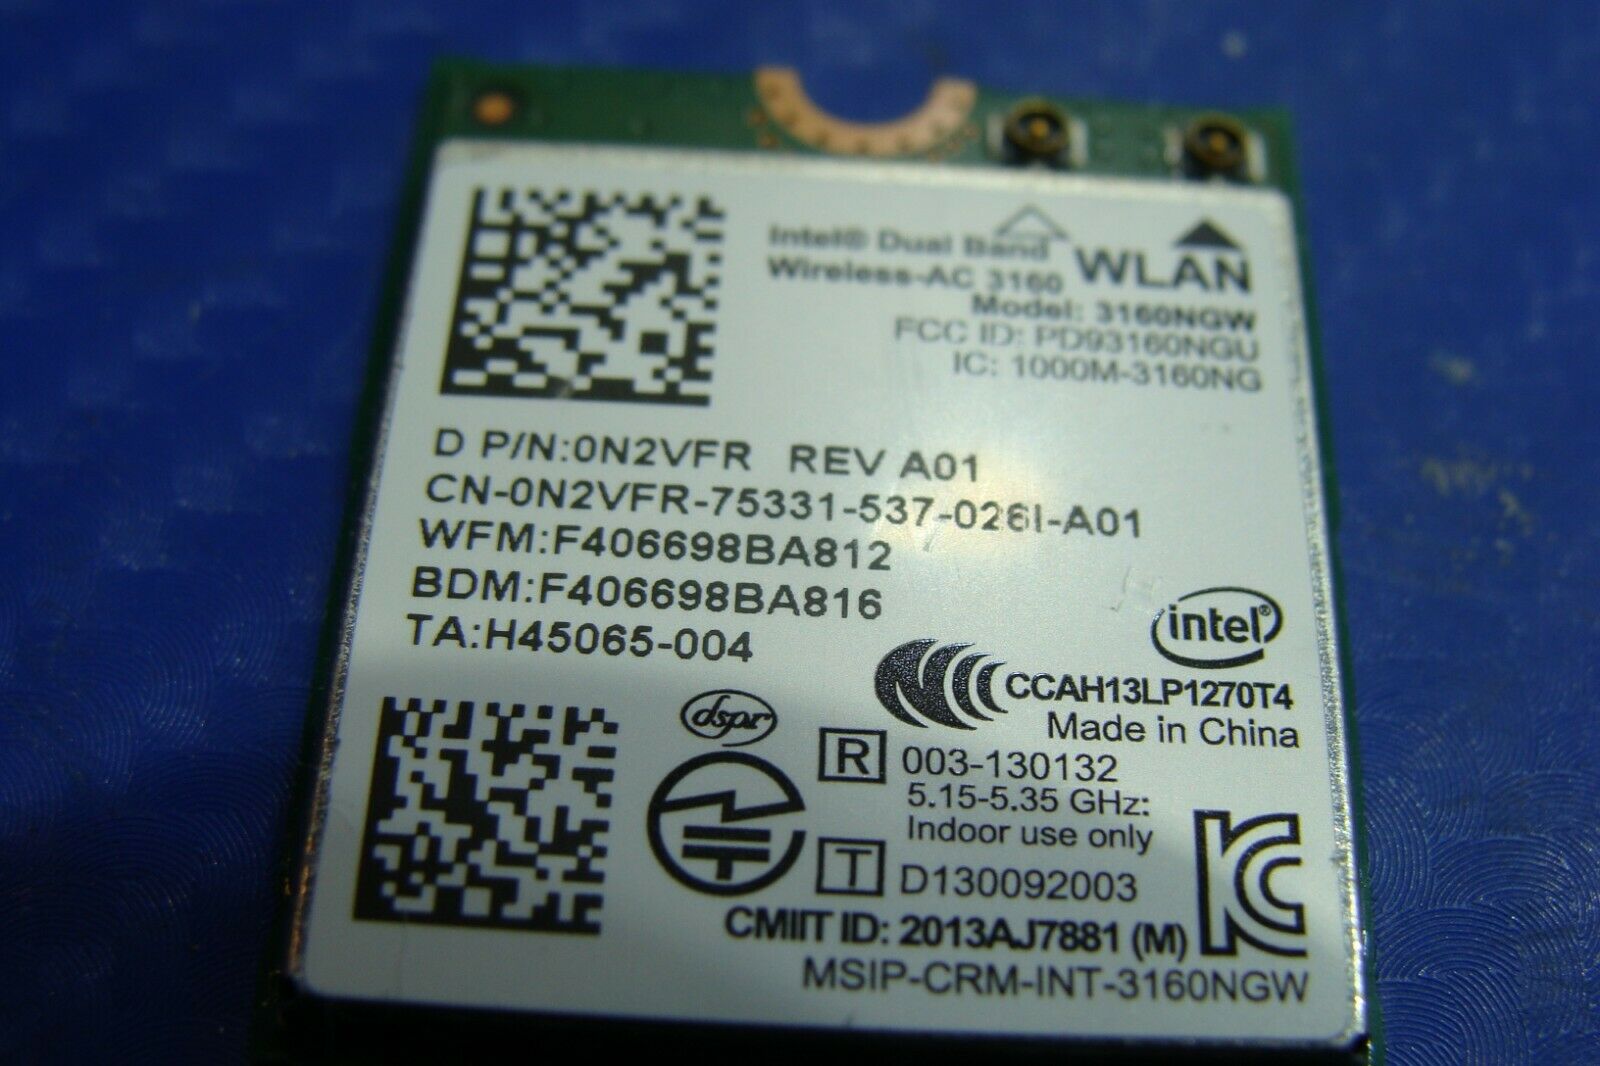 Intel® Dual Band
Wireless-AC 3160
WLAN
Model: 3160NGW
FCC ID: PD93160NGU
IC: 1000M-3160NG
D P/N:0N2VFR REV A01
CN-0N2VFR-75331-537-026I-A01
WFM:F406698BA812
BDM:F406698BA816
TA:H45065-004
intel®
CCAH13LP1270T4
Made in China
dspr
R 003-130132
5.15-5.35 GHz:
Indoor use only
T D130092003
CMIIT ID: 2013AJ7881 (M)
MSIP-CRM-INT-3160NGW